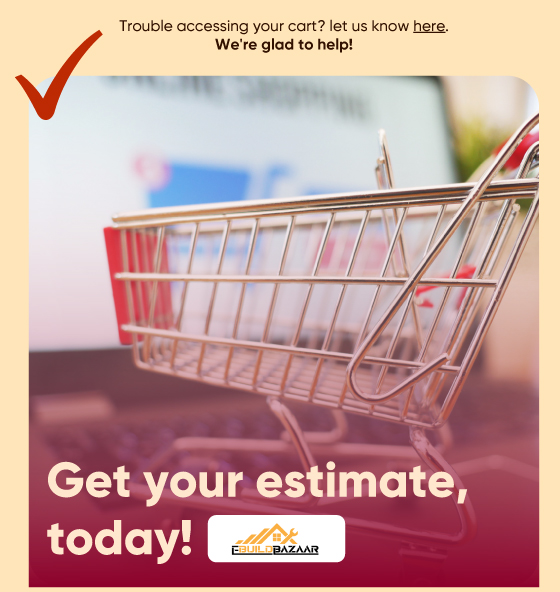 Trouble accessing your cart? let us know here.
We're glad to help!
Get your estimate,
today!
EBUILDBAZAAR